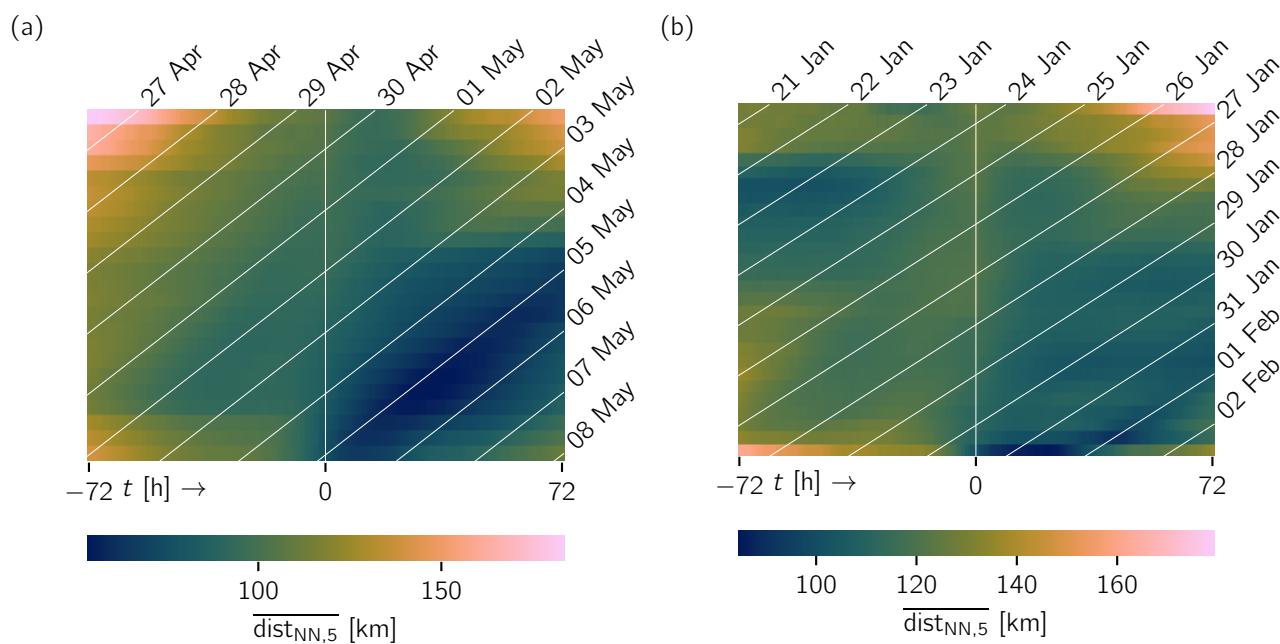 (a)
27 Apr
28 Apr
29 Apr
30 Apr
01 May
02 May
03 May
04 May
05 May
06 May
07 May
08 May
−72 t [h] → 0 72
100 150
dist_NN,5 [km]
(b)
21 Jan
22 Jan
23 Jan
24 Jan
25 Jan
26 Jan
27 Jan
28 Jan
29 Jan
30 Jan
31 Jan
01 Feb
02 Feb
−72 t [h] → 0 72
100 120 140 160
dist_NN,5 [km]